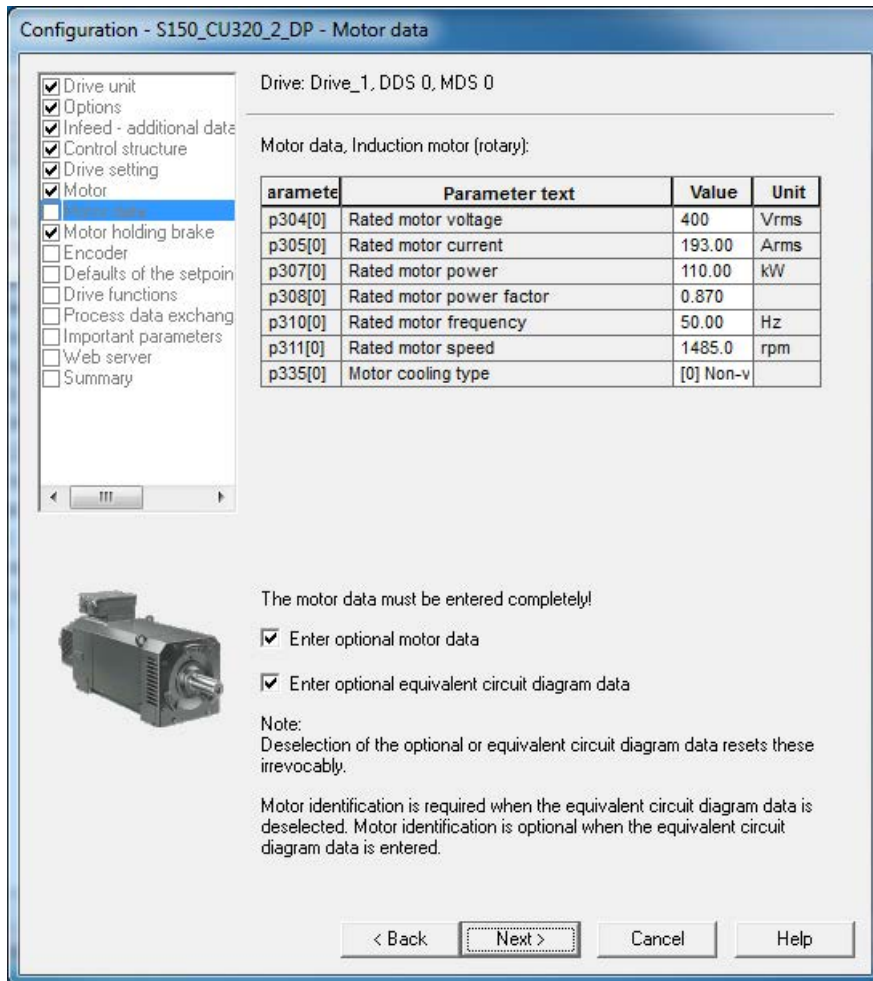 Configuration - S150_CU320_2_DP - Motor data
Drive unit
Options
Infeed - additional data
Control structure
Drive setting
Motor
Motor data
Motor holding brake
Encoder
Defaults of the setpoin
Drive functions
Process data exchang
Important parameters
Web server
Summary
Drive: Drive_1, DDS 0, MDS 0
Motor data, Induction motor (rotary):
aramete Parameter text Value Unit
p304[0] Rated motor voltage 400 Vrms
p305[0] Rated motor current 193.00 Arms
p307[0] Rated motor power 110.00 kW
p308[0] Rated motor power factor 0.870
p310[0] Rated motor frequency 50.00 Hz
p311[0] Rated motor speed 1485.0 rpm
p335[0] Motor cooling type [0] Non-v
The motor data must be entered completely!
Enter optional motor data
Enter optional equivalent circuit diagram data
Note:
Deselection of the optional or equivalent circuit diagram data resets these
irrevocably.
Motor identification is required when the equivalent circuit diagram data is
deselected. Motor identification is optional when the equivalent circuit
diagram data is entered.
< Back Next > Cancel Help